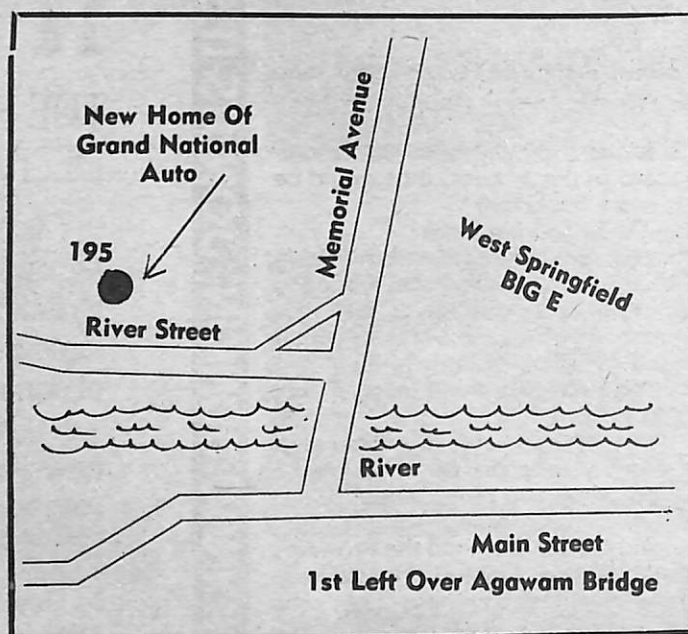 New Home Of
Grand National
Auto
195
River Street
Memorial Avenue
West Springfield
BIG E
River
Main Street
1st Left Over Agawam Bridge